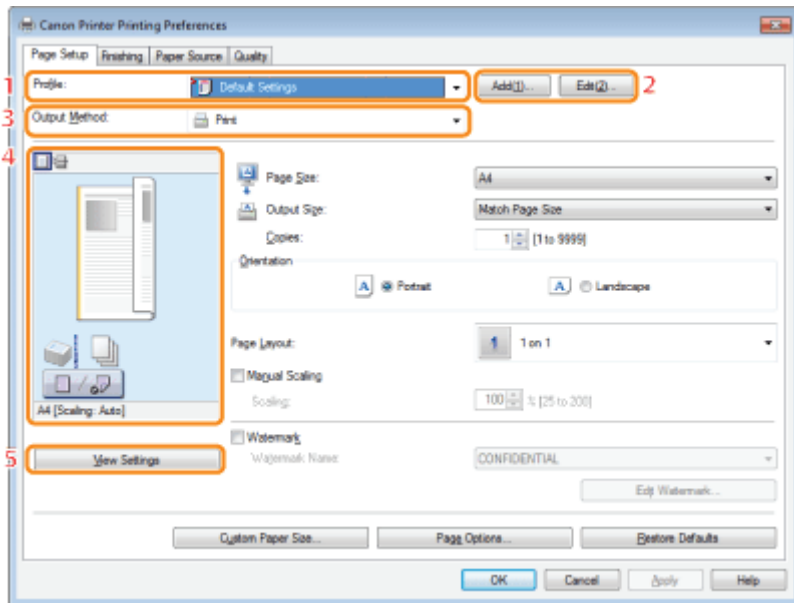 Canon Printer Printing Preferences
Page Setup Finishing Paper Source Quality
1 Profile: Default Settings Add(1)... Edit(2)... 2
3 Output Method: Print
4
Page Size: A4
Output Size: Match Page Size
Copies: 1 [1 to 9999]
Orientation
A Portrait A Landscape
Page Layout: 1 1 on 1
Manual Scaling
Scaling: 100 % [25 to 200]
A4 [Scaling: Auto]
Watermark
5 View Settings Watermark Name: CONFIDENTIAL
Edit Watermark...
Custom Paper Size... Page Options... Restore Defaults
OK Cancel Apply Help